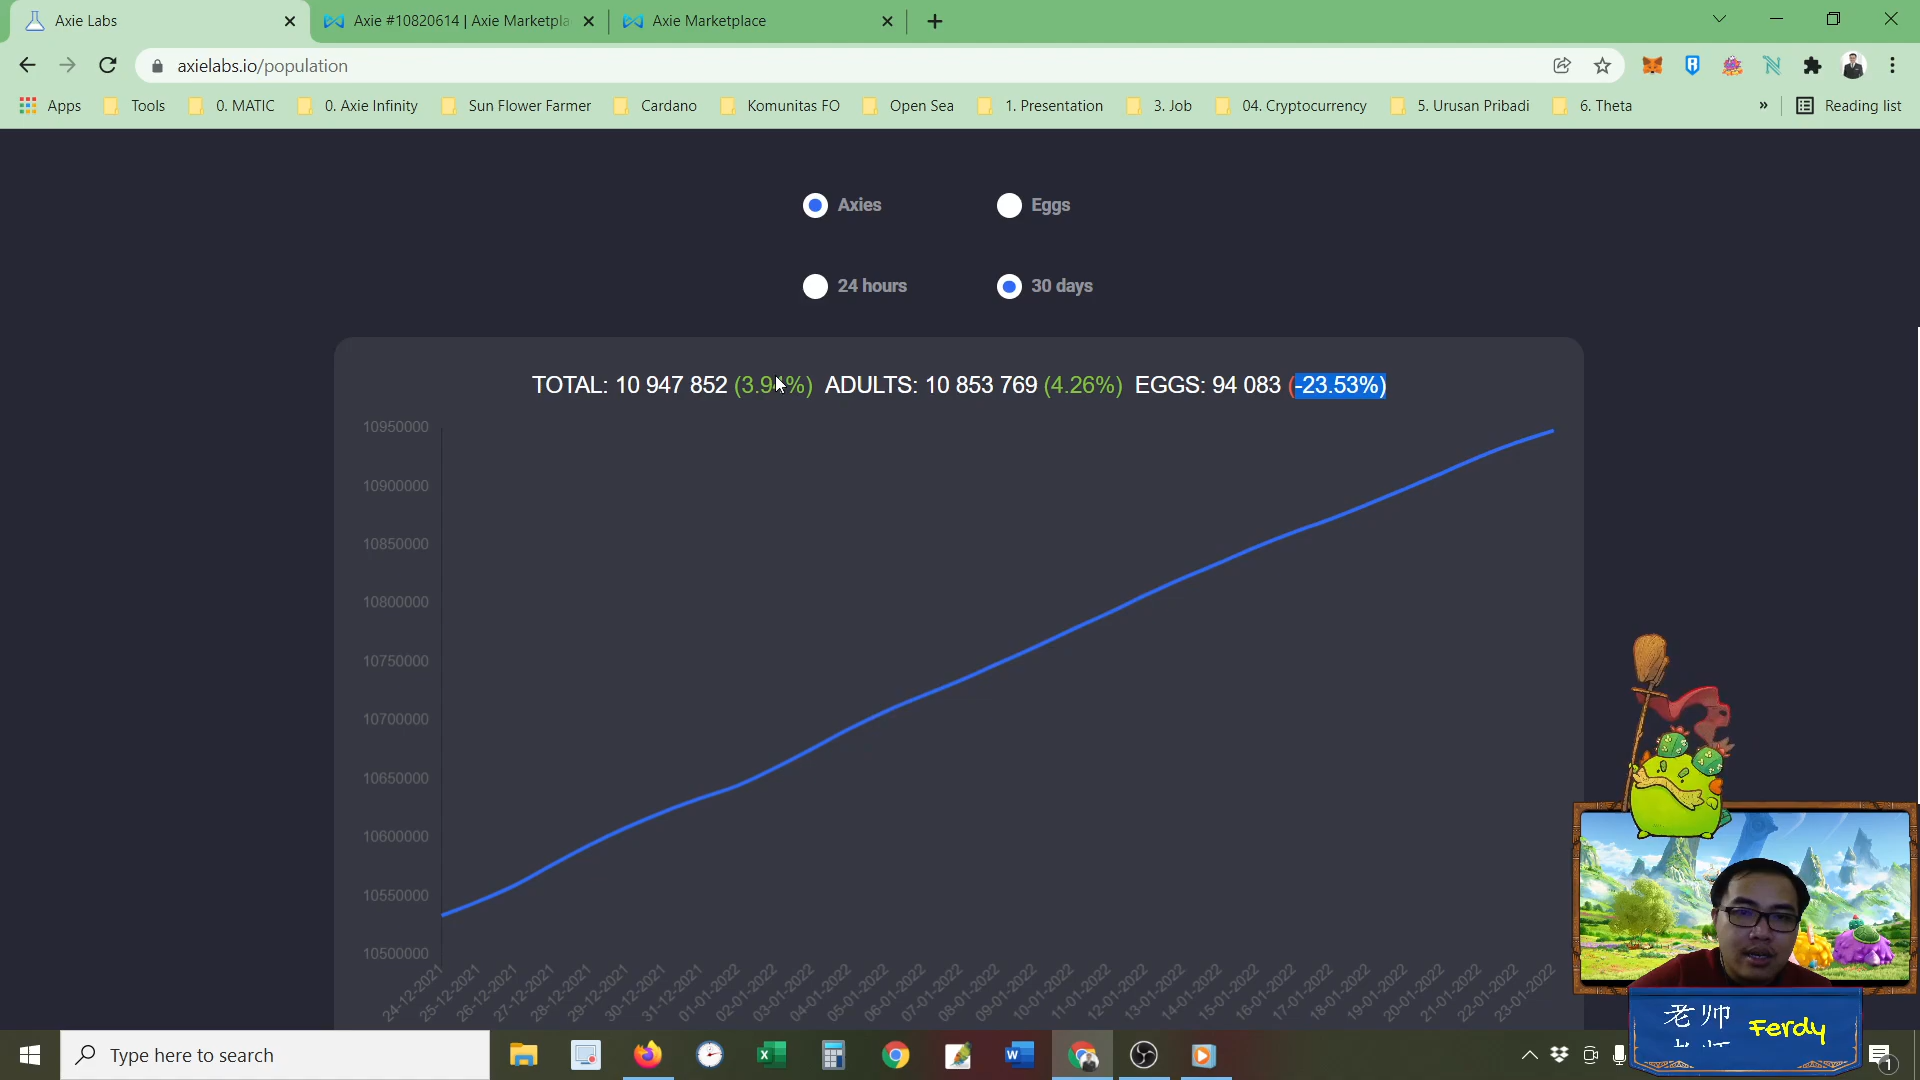 Axie Labs
Axie #10820614 | Axie Marketpla
Axie Marketplace
axielabs.io/population
Apps
Tools
0. MATIC
0. Axie Infinity
Sun Flower Farmer
Cardano
Komunitas FO
Open Sea
1. Presentation
3. Job
04. Cryptocurrency
5. Urusan Pribadi
6. Theta
»
Reading list
Axies
Eggs
24 hours
30 days
TOTAL: 10 947 852 (3.94%) ADULTS: 10 853 769 (4.26%) EGGS: 94 083 (-23.53%)
10950000
10900000
10850000
10800000
10750000
10700000
10650000
10600000
10550000
10500000
24-12-2021
25-12-2021
26-12-2021
27-12-2021
28-12-2021
29-12-2021
30-12-2021
31-12-2021
01-01-2022
02-01-2022
03-01-2022
04-01-2022
05-01-2022
06-01-2022
07-01-2022
08-01-2022
09-01-2022
10-01-2022
11-01-2022
12-01-2022
13-01-2022
14-01-2022
15-01-2022
16-01-2022
17-01-2022
18-01-2022
19-01-2022
20-01-2022
21-01-2022
22-01-2022
23-01-2022
Ferdy
Type here to search
1